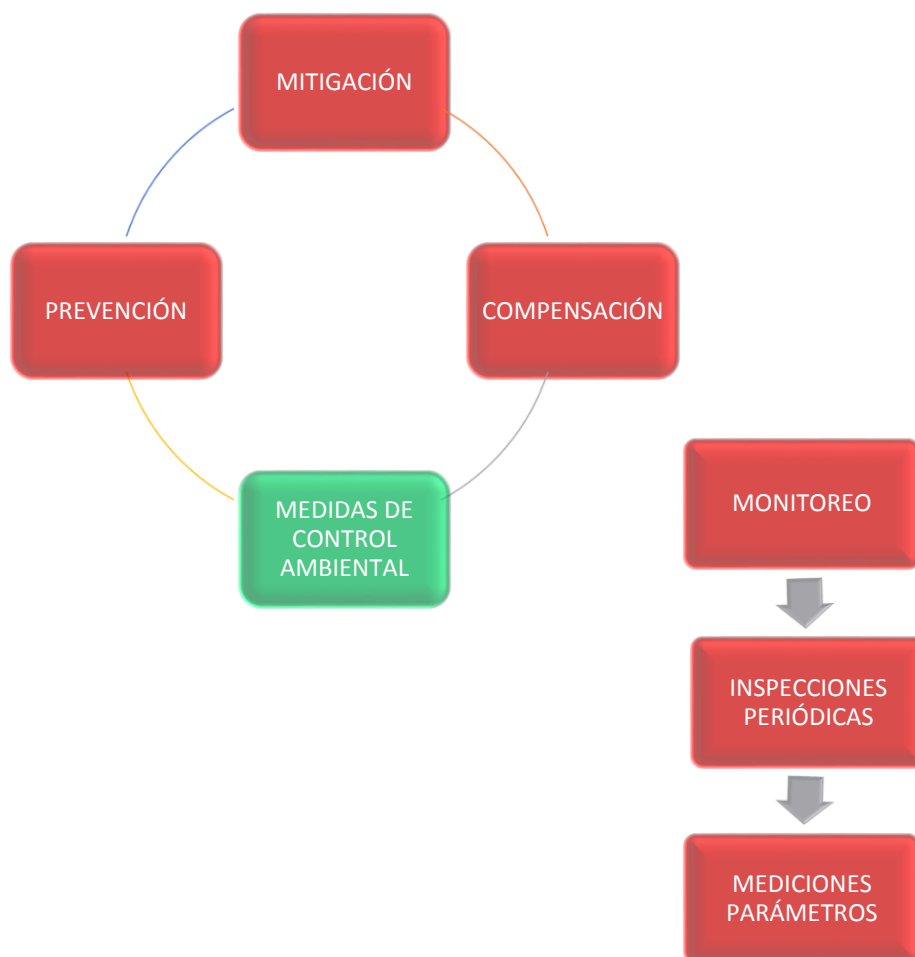 MITIGACIÓN
PREVENCIÓN
COMPENSACIÓN
MEDIDAS DE
CONTROL
AMBIENTAL
MONITOREO
INSPECCIONES
PERIÓDICAS
MEDICIONES
PARÁMETROS